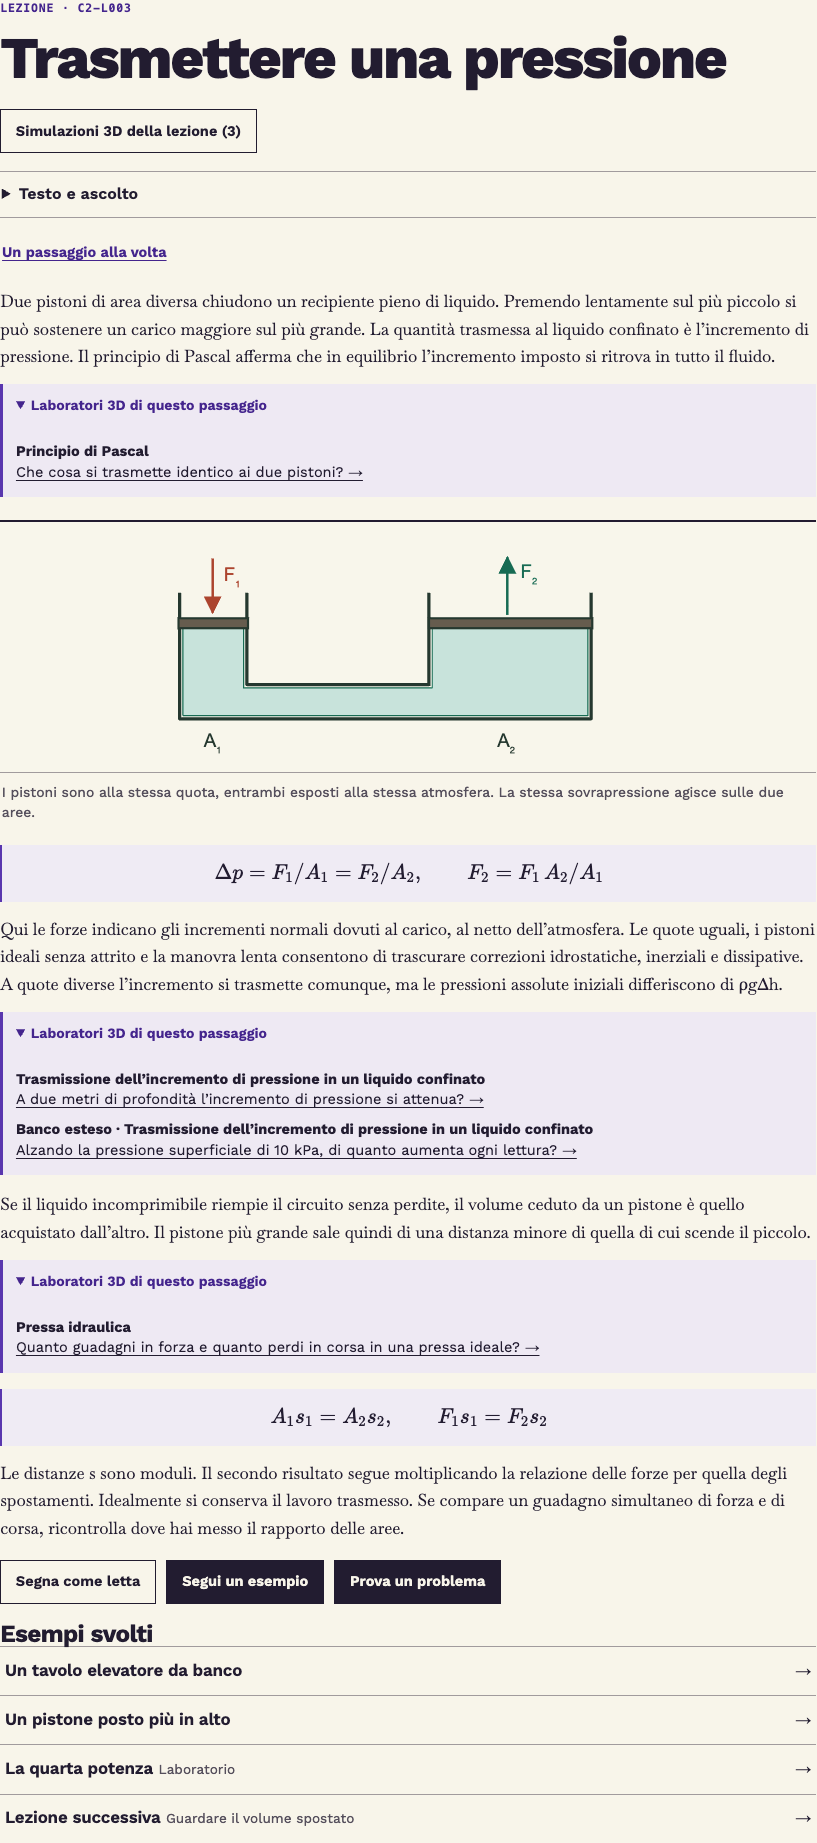 LEZIONE · C2–L003
Trasmettere una pressione
Simulazioni 3D della lezione (3)
▶ Testo e ascolto
Un passaggio alla volta
Due pistoni di area diversa chiudono un recipiente pieno di liquido. Premendo lentamente sul più piccolo si
può sostenere un carico maggiore sul più grande. La quantità trasmessa al liquido confinato è l’incremento di
pressione. Il principio di Pascal afferma che in equilibrio l’incremento imposto si ritrova in tutto il fluido.
▼ Laboratori 3D di questo passaggio
Principio di Pascal
Che cosa si trasmette identico ai due pistoni? →
F₁ F₂
A₁ A₂
I pistoni sono alla stessa quota, entrambi esposti alla stessa atmosfera. La stessa sovrapressione agisce sulle due
aree.
Δp = F₁/A₁ = F₂/A₂, F₂ = F₁ A₂/A₁
Qui le forze indicano gli incrementi normali dovuti al carico, al netto dell’atmosfera. Le quote uguali, i pistoni
ideali senza attrito e la manovra lenta consentono di trascurare correzioni idrostatiche, inerziali e dissipative.
A quote diverse l’incremento si trasmette comunque, ma le pressioni assolute iniziali differiscono di ρgΔh.
▼ Laboratori 3D di questo passaggio
Trasmissione dell’incremento di pressione in un liquido confinato
A due metri di profondità l’incremento di pressione si attenua? →
Banco esteso · Trasmissione dell’incremento di pressione in un liquido confinato
Alzando la pressione superficiale di 10 kPa, di quanto aumenta ogni lettura? →
Se il liquido incomprimibile riempie il circuito senza perdite, il volume ceduto da un pistone è quello
acquistato dall’altro. Il pistone più grande sale quindi di una distanza minore di quella di cui scende il piccolo.
▼ Laboratori 3D di questo passaggio
Pressa idraulica
Quanto guadagni in forza e quanto perdi in corsa in una pressa ideale? →
A₁s₁ = A₂s₂, F₁s₁ = F₂s₂
Le distanze s sono moduli. Il secondo risultato segue moltiplicando la relazione delle forze per quella degli
spostamenti. Idealmente si conserva il lavoro trasmesso. Se compare un guadagno simultaneo di forza e di
corsa, ricontrolla dove hai messo il rapporto delle aree.
Segna come letta Segui un esempio Prova un problema
Esempi svolti
Un tavolo elevatore da banco →
Un pistone posto più in alto →
La quarta potenza Laboratorio →
Lezione successiva Guardare il volume spostato →